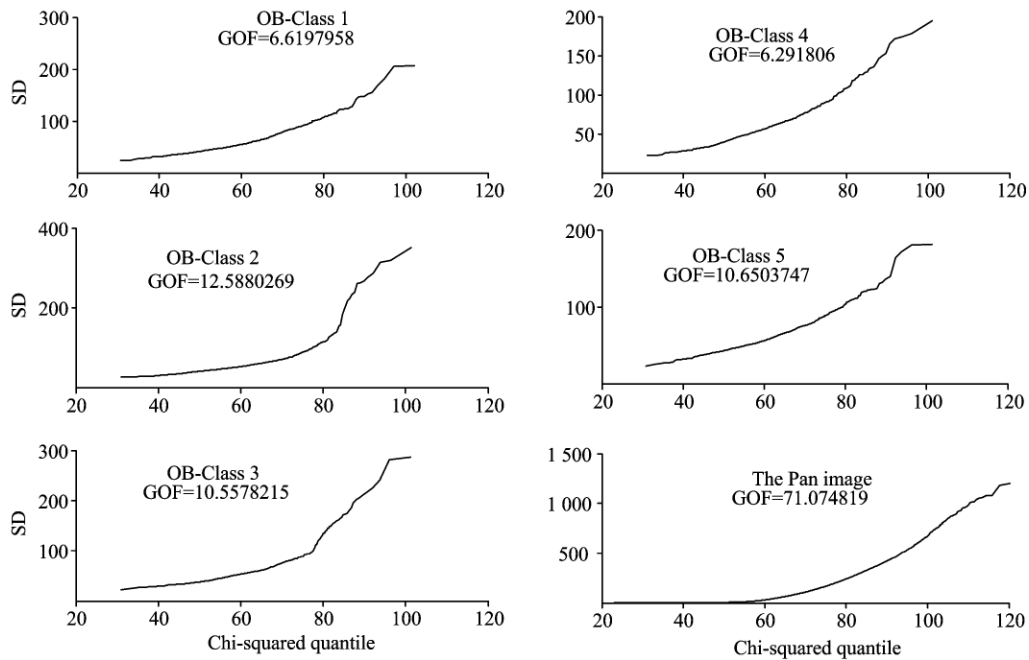 OB-Class 1
GOF=6.6197958
300
200
100
SD
20 40 60 80 100 120
OB-Class 4
GOF=6.291806
200
150
100
50
20 40 60 80 100 120
OB-Class 2
GOF=12.5880269
400
200
SD
20 40 60 80 100 120
OB-Class 5
GOF=10.6503747
200
100
20 40 60 80 100 120
OB-Class 3
GOF=10.5578215
300
200
100
SD
20 40 60 80 100 120
Chi-squared quantile
The Pan image
GOF=71.074819
1 500
1 000
500
20 40 60 80 100 120
Chi-squared quantile